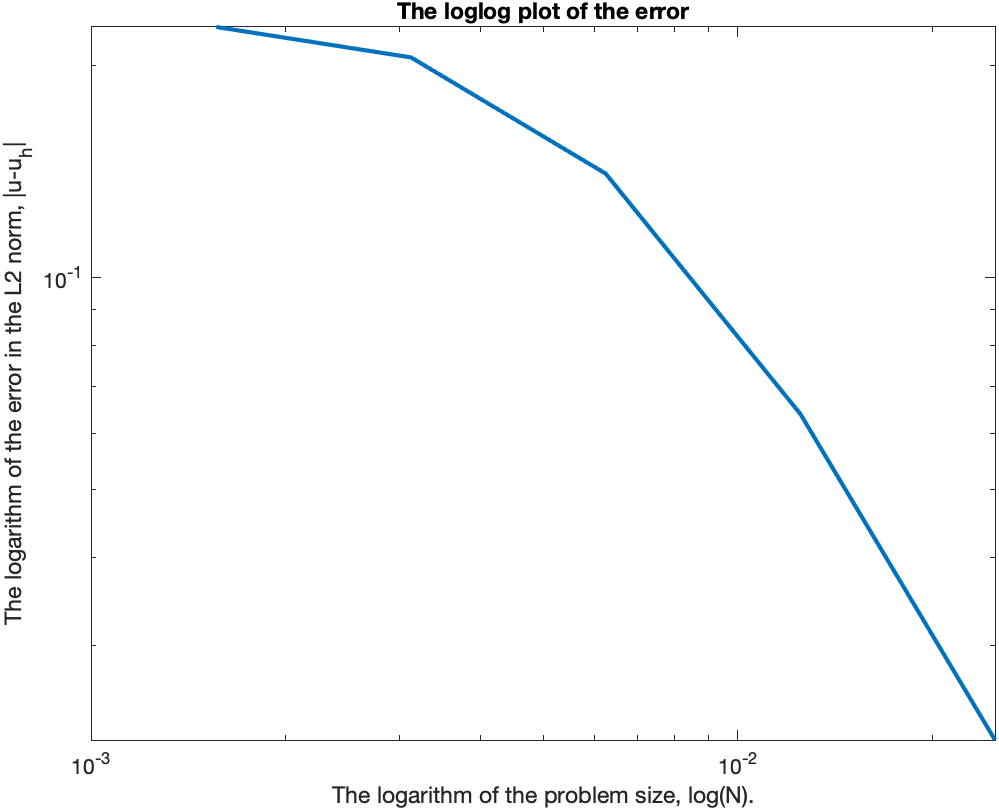 The loglog plot of the error
The logarithm of the error in the L2 norm, |u-u_h|
10^-1
10^-3
10^-2
The logarithm of the problem size, log(N).